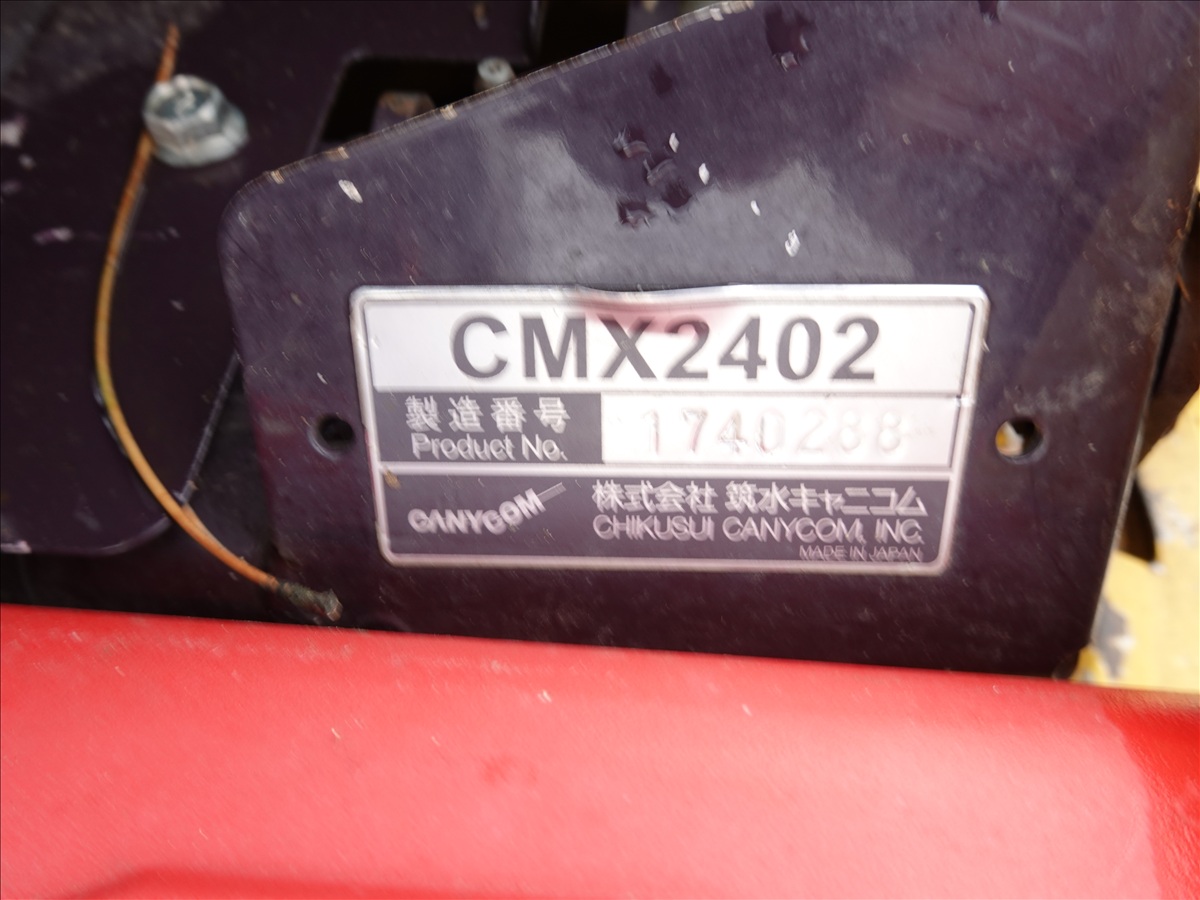 CMX2402
製造番号
Product No.
1740288
CANYCOM
株式会社 筑水キャニコム
CHIKUSUI CANYCOM, INC.
MADE IN JAPAN